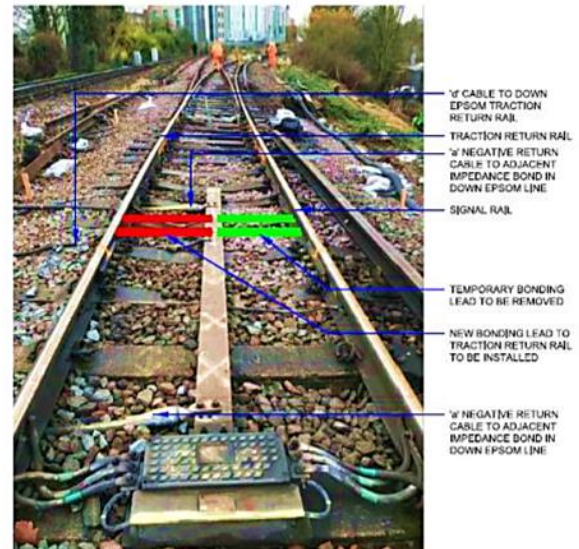 'd' CABLE TO DOWN
EPSOM TRACTION
RETURN RAIL
TRACTION RETURN RAIL
'a' NEGATIVE RETURN
CABLE TO ADJACENT
IMPEDANCE BOND IN
DOWN EPSOM LINE
SIGNAL RAIL
TEMPORARY BONDING
LEAD TO BE REMOVED
NEW BONDING LEAD TO
TRACTION RETURN RAIL
TO BE INSTALLED
'a' NEGATIVE RETURN
CABLE TO ADJACENT
IMPEDANCE BOND IN
DOWN EPSOM LINE